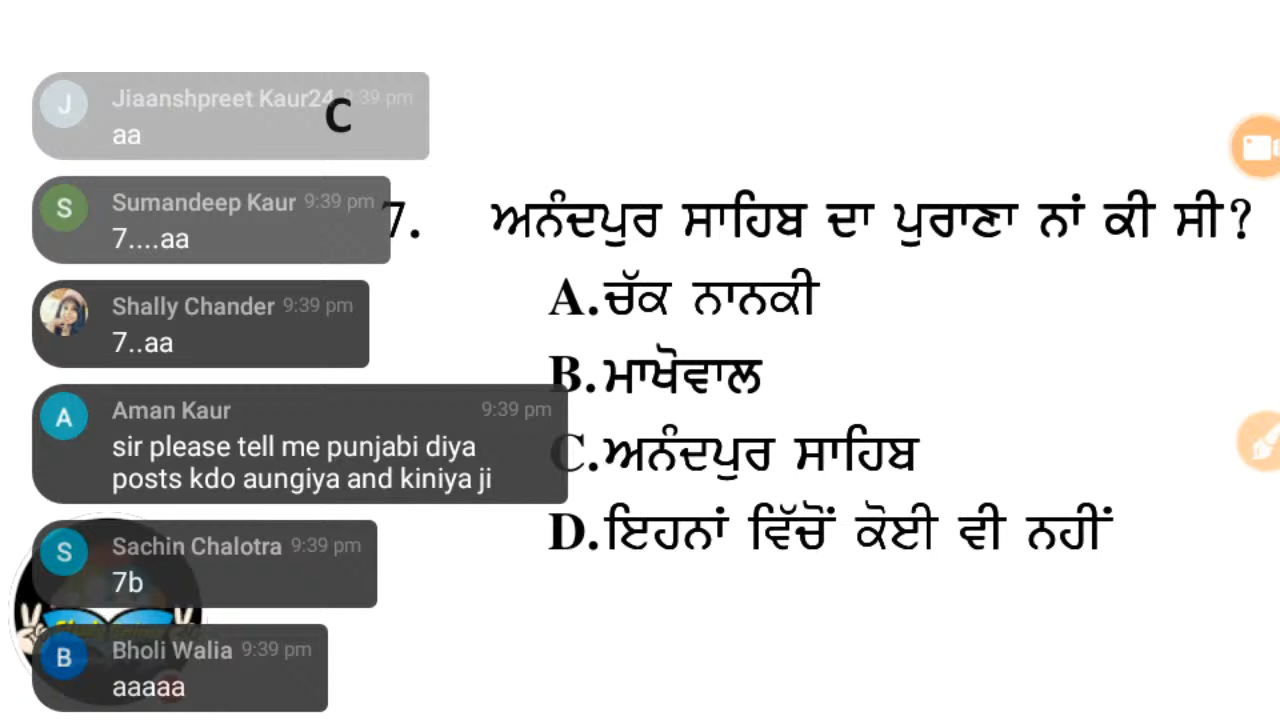 Jiaanshpreet Kaur24 9:39 pm
aa
C
Sumandeep Kaur 9:39 pm
7....aa
Shally Chander 9:39 pm
7..aa
Aman Kaur 9:39 pm
sir please tell me punjabi diya
posts kdo aungiya and kiniya ji
Sachin Chalotra 9:39 pm
7b
Bholi Walia 9:39 pm
aaaaa
7. ਅਨੰਦਪੁਰ ਸਾਹਿਬ ਦਾ ਪੁਰਾਣਾ ਨਾਂ ਕੀ ਸੀ?
A. ਚੱਕ ਨਾਨਕੀ
B. ਮਾਖੋਵਾਲ
C. ਅਨੰਦਪੁਰ ਸਾਹਿਬ
D. ਇਹਨਾਂ ਵਿੱਚੋਂ ਕੋਈ ਵੀ ਨਹੀਂ